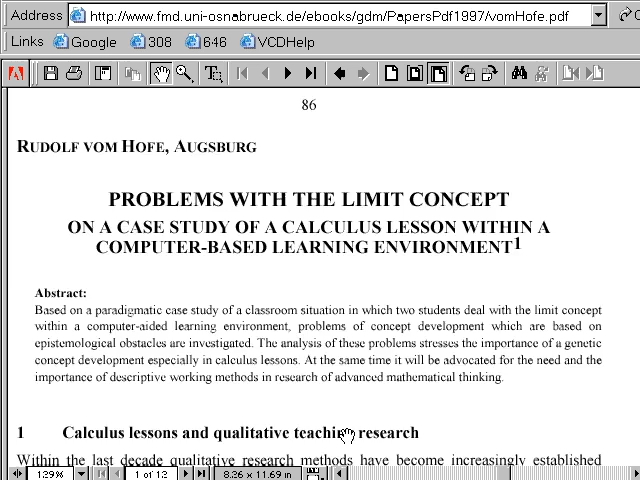 Address http://www.fmd.uni-osnabrueck.de/ebooks/gdm/PapersPdf1997/vomHofe.pdf
Links Google 308 646 VCDHelp
86
RUDOLF VOM HOFE, AUGSBURG
PROBLEMS WITH THE LIMIT CONCEPT
ON A CASE STUDY OF A CALCULUS LESSON WITHIN A
COMPUTER-BASED LEARNING ENVIRONMENT1
Abstract:
Based on a paradigmatic case study of a classroom situation in which two students deal with the limit concept
within a computer-aided learning environment, problems of concept development which are based on
epistemological obstacles are investigated. The analysis of these problems stresses the importance of a genetic
concept development especially in calculus lessons. At the same time it will be advocated for the need and the
importance of descriptive working methods in research of advanced mathematical thinking.
1 Calculus lessons and qualitative teaching research
Within the last decade qualitative research methods have become increasingly established
129% 1 of 12 8.26 x 11.69 in